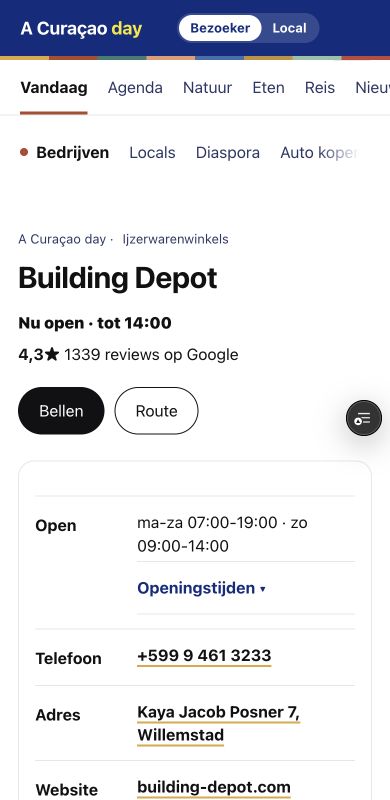 A Curaçao day
Bezoeker
Local
Vandaag
Agenda
Natuur
Eten
Reis
Bedrijven
Locals
Diaspora
Auto
A Curaçao day · Ijzerwarenwinkels
Building Depot
Nu open · tot 14:00
4,3★ 1339 reviews op Google
Bellen
Route
Open
ma-za 07:00-19:00 · zo
09:00-14:00
Openingstijden ▾
Telefoon
+599 9 461 3233
Adres
Kaya Jacob Posner 7,
Willemstad
Website
building-depot.com